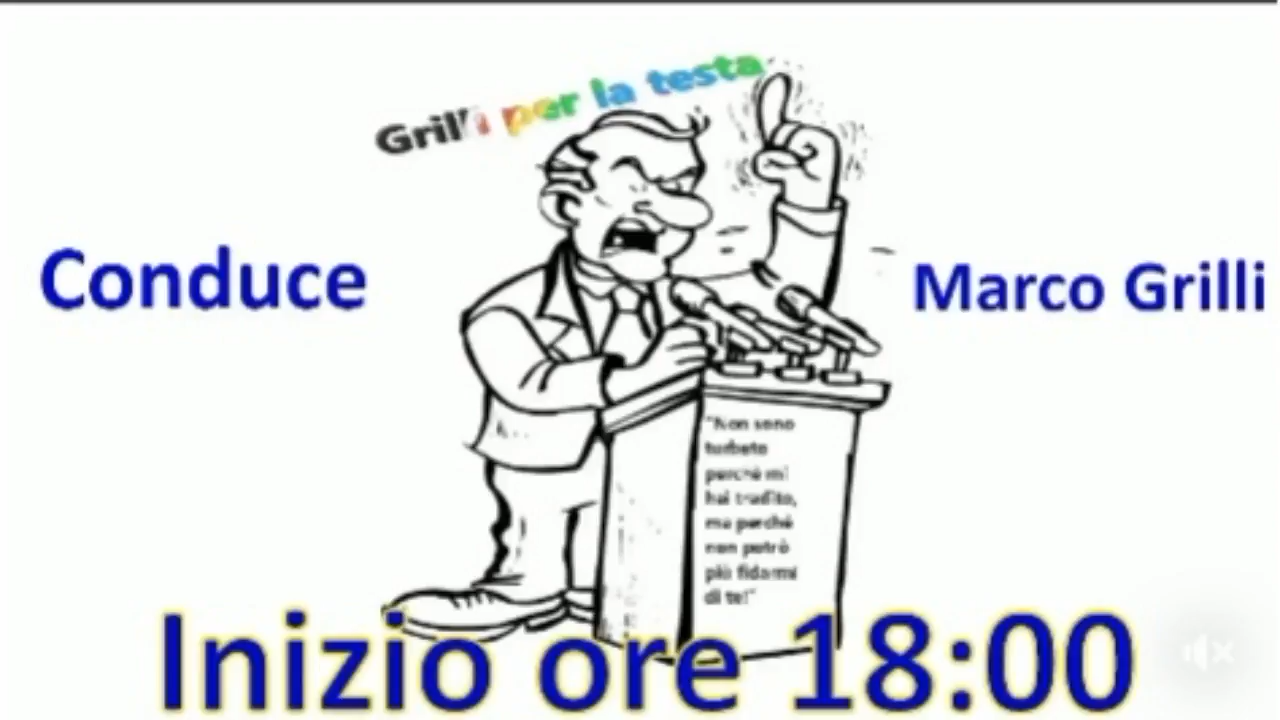 Grilli per la testa
Conduce
Marco Grilli
"Non sono
turbato
perché mi
hai tradito,
ma perché
non potrò
più fidarmi
di te!"
Inizio ore 18:00